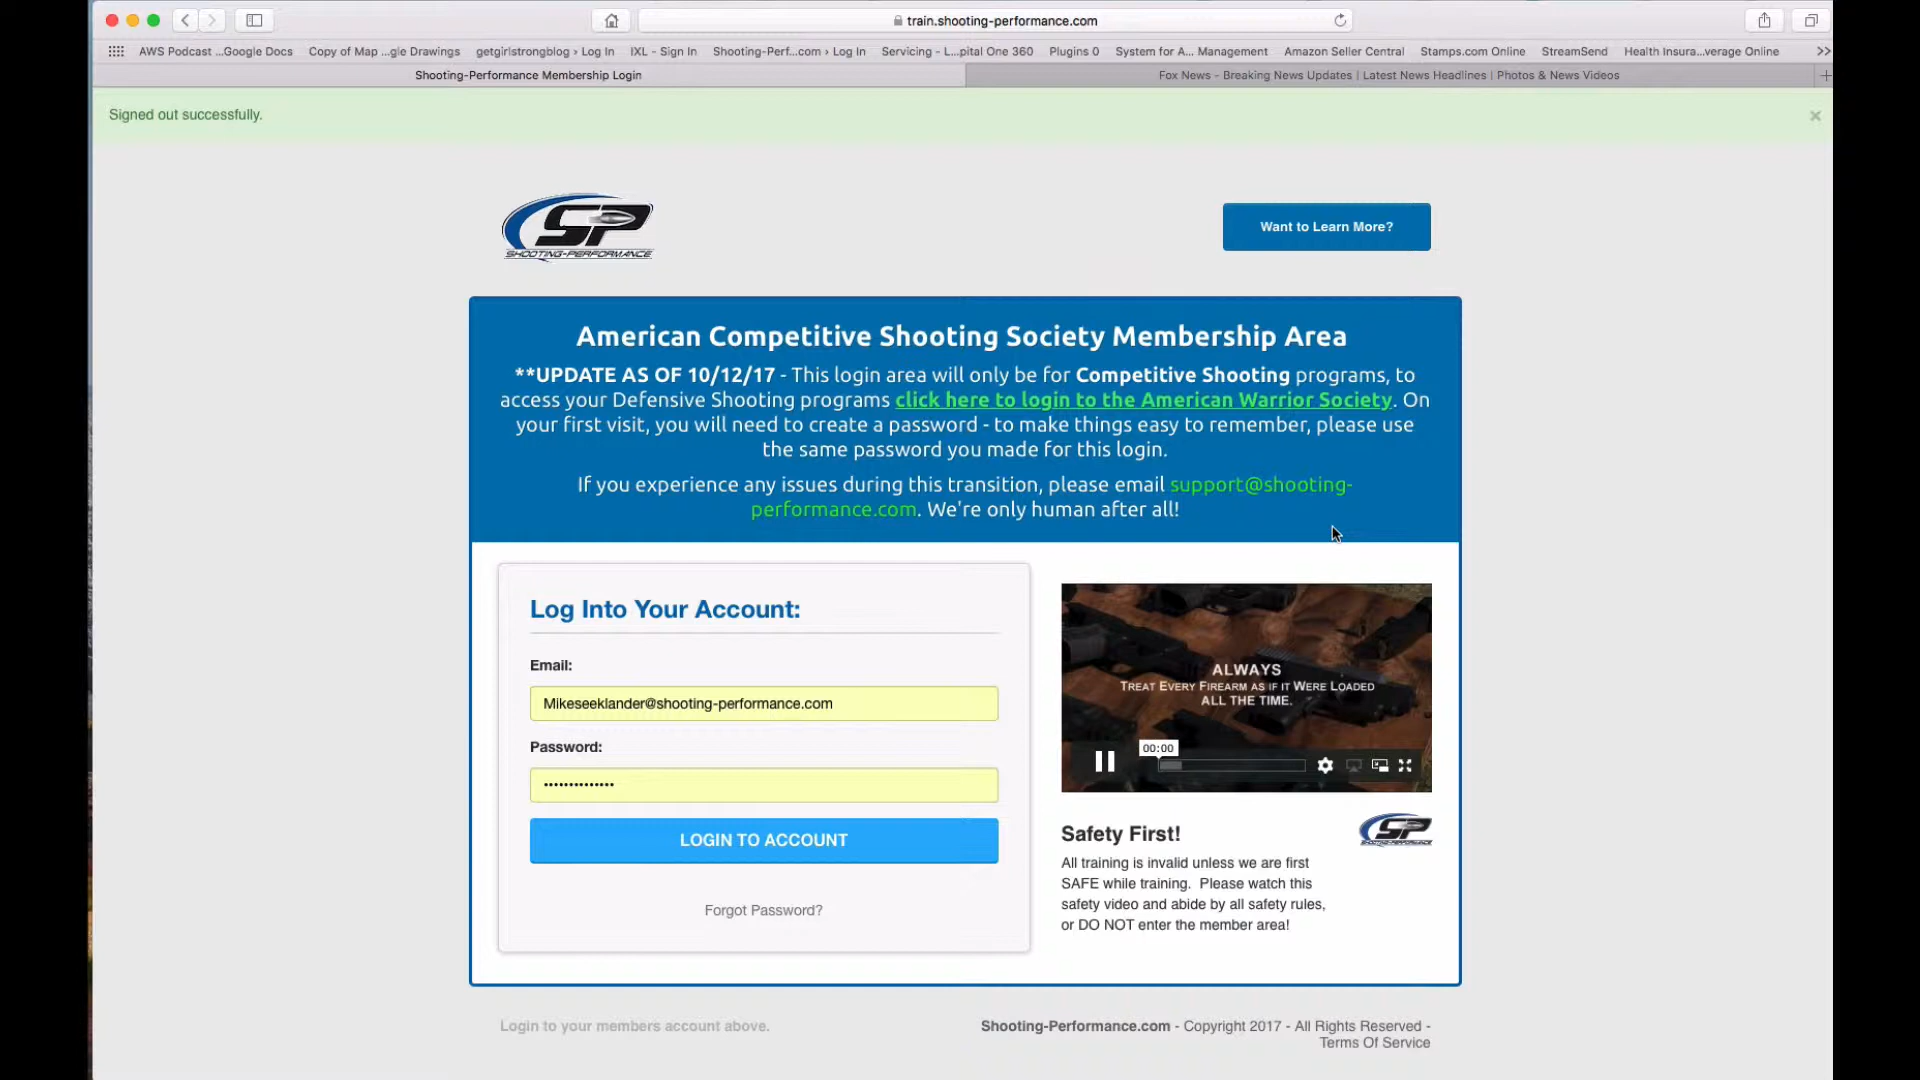 train.shooting-performance.com
AWS Podcast ...Google Docs Copy of Map ...gle Drawings getgirlstrongblog › Log In IXL - Sign In Shooting-Perf...com › Log In Servicing - L...pital One 360 Plugins 0 System for A... Management Amazon Seller Central Stamps.com Online StreamSend Health Insura...verage Online >>
Shooting-Performance Membership Login Fox News - Breaking News Updates | Latest News Headlines | Photos & News Videos +
Signed out successfully. ×
SP
SHOOTING-PERFORMANCE
Want to Learn More?
American Competitive Shooting Society Membership Area
**UPDATE AS OF 10/12/17 - This login area will only be for Competitive Shooting programs, to
access your Defensive Shooting programs click here to login to the American Warrior Society. On
your first visit, you will need to create a password - to make things easy to remember, please use
the same password you made for this login.
If you experience any issues during this transition, please email support@shooting-
performance.com. We're only human after all!
Log Into Your Account:
Email:
Mikeseeklander@shooting-performance.com
Password:
••••••••••••••
LOGIN TO ACCOUNT
Forgot Password?
ALWAYS
TREAT EVERY FIREARM AS IF IT WERE LOADED
ALL THE TIME.
00:00
Safety First!
SP
SHOOTING-PERFORMANCE
All training is invalid unless we are first
SAFE while training. Please watch this
safety video and abide by all safety rules,
or DO NOT enter the member area!
Login to your members account above.
Shooting-Performance.com - Copyright 2017 - All Rights Reserved -
Terms Of Service